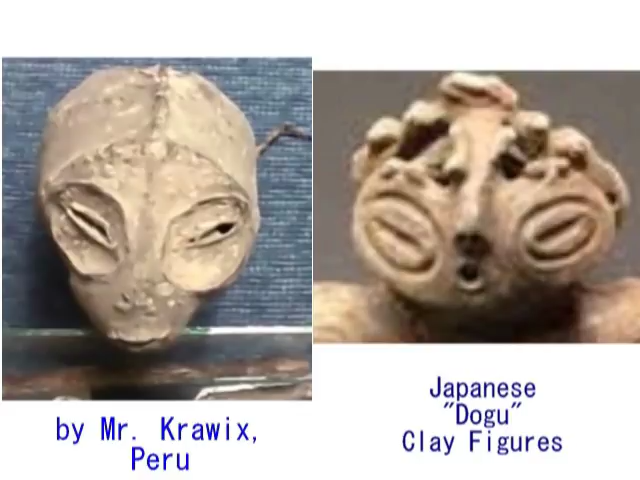 by Mr. Krawix,
Peru
Japanese
"Dogu"
Clay Figures